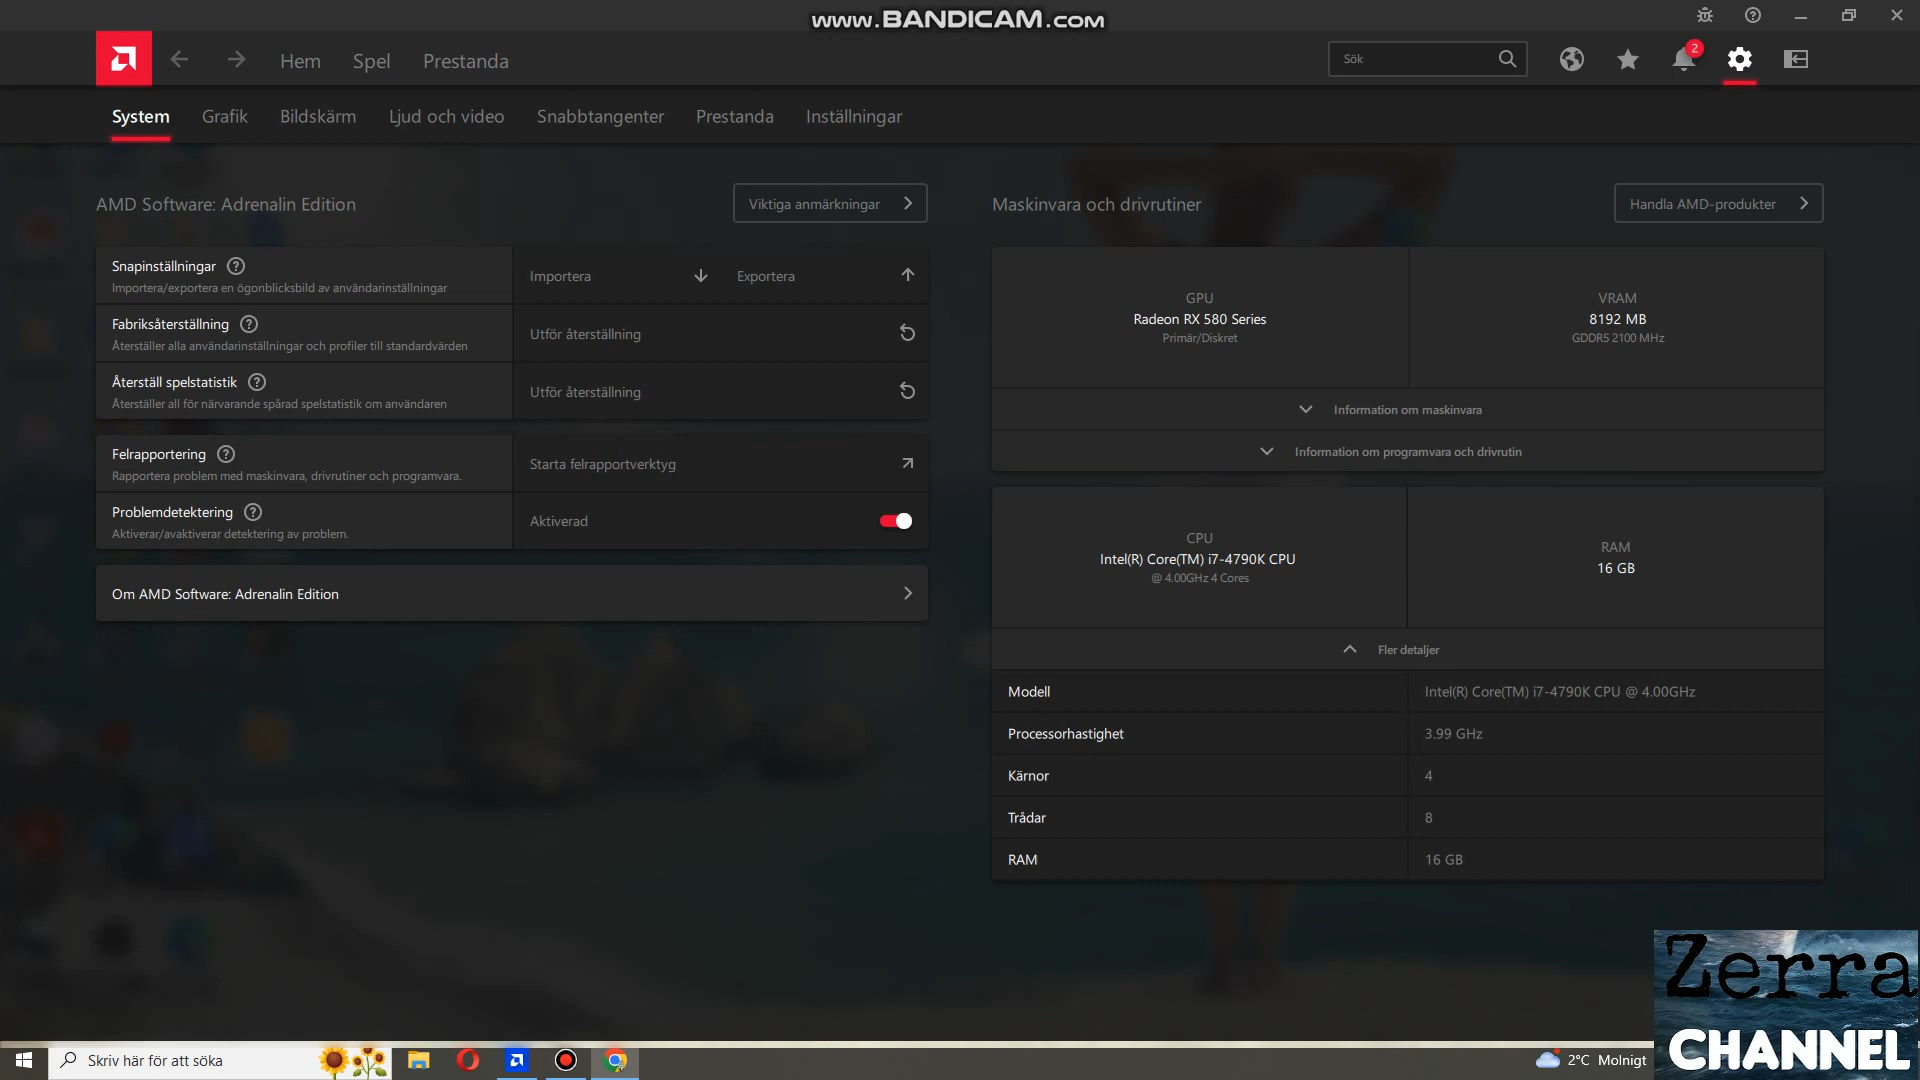 www.BANDICAM.com
Hem
Spel
Prestanda
Sök
2
System
Grafik
Bildskärm
Ljud och video
Snabbtangenter
Prestanda
Inställningar
AMD Software: Adrenalin Edition
Viktiga anmärkningar
Snapinställningar
Importera/exportera en ögonblicksbild av användarinställningar
Importera
Exportera
Fabriksåterställning
Återställer alla användarinställningar och profiler till standardvärden
Utför återställning
Återställ spelstatistik
Återställer all för närvarande spårad spelstatistik om användaren
Utför återställning
Felrapportering
Rapportera problem med maskinvara, drivrutiner och programvara.
Starta felrapportverktyg
Problemdetektering
Aktiverar/avaktiverar detektering av problem.
Aktiverad
Om AMD Software: Adrenalin Edition
Maskinvara och drivrutiner
Handla AMD-produkter
GPU
Radeon RX 580 Series
Primär/Diskret
VRAM
8192 MB
GDDR5 2100 MHz
Information om maskinvara
Information om programvara och drivrutin
CPU
Intel(R) Core(TM) i7-4790K CPU
@ 4.00GHz 4 Cores
RAM
16 GB
Fler detaljer
Modell
Intel(R) Core(TM) i7-4790K CPU @ 4.00GHz
Processorhastighet
3.99 GHz
Kärnor
4
Trådar
8
RAM
16 GB
Skriv här för att söka
2°C Molnigt
Zerra
CHANNEL